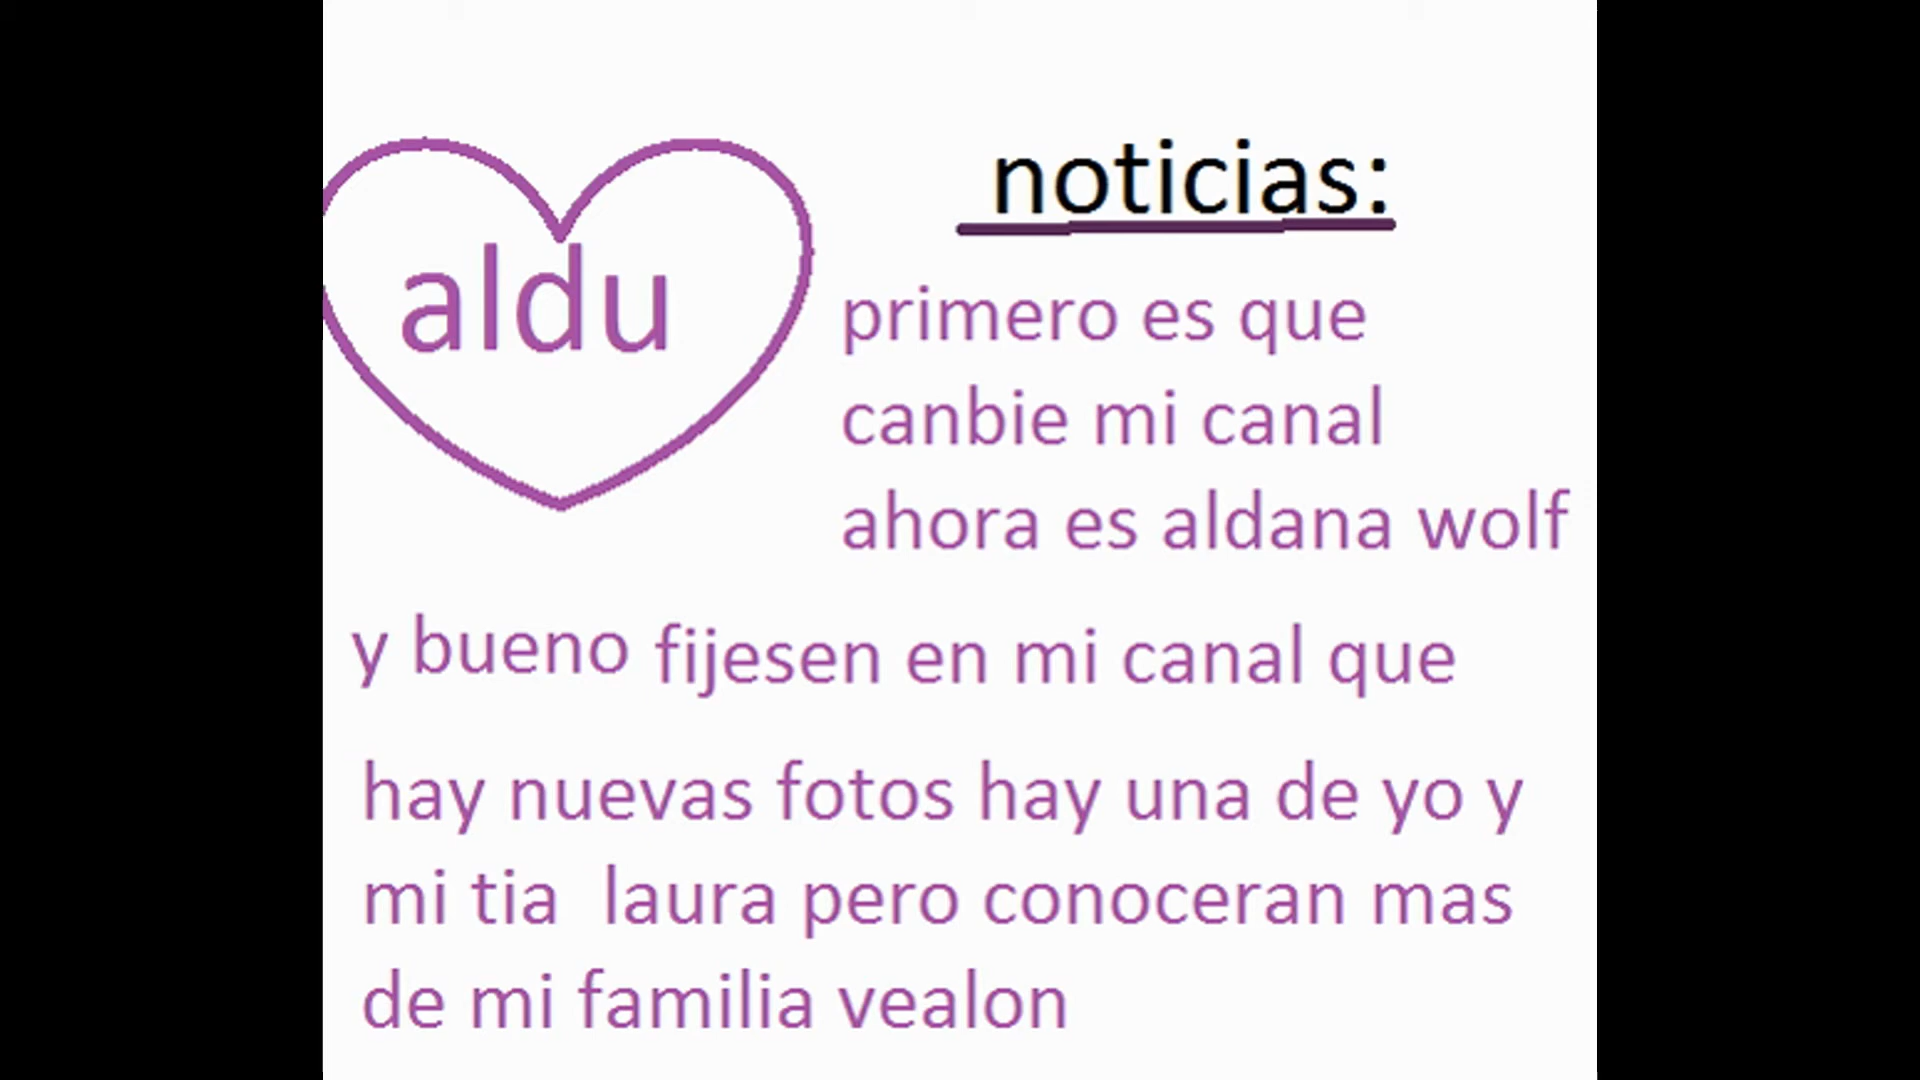 aldu
noticias:
primero es que
canbie mi canal
ahora es aldana wolf
y bueno fijesen en mi canal que
hay nuevas fotos hay una de yo y
mi tia laura pero conoceran mas
de mi familia vealon